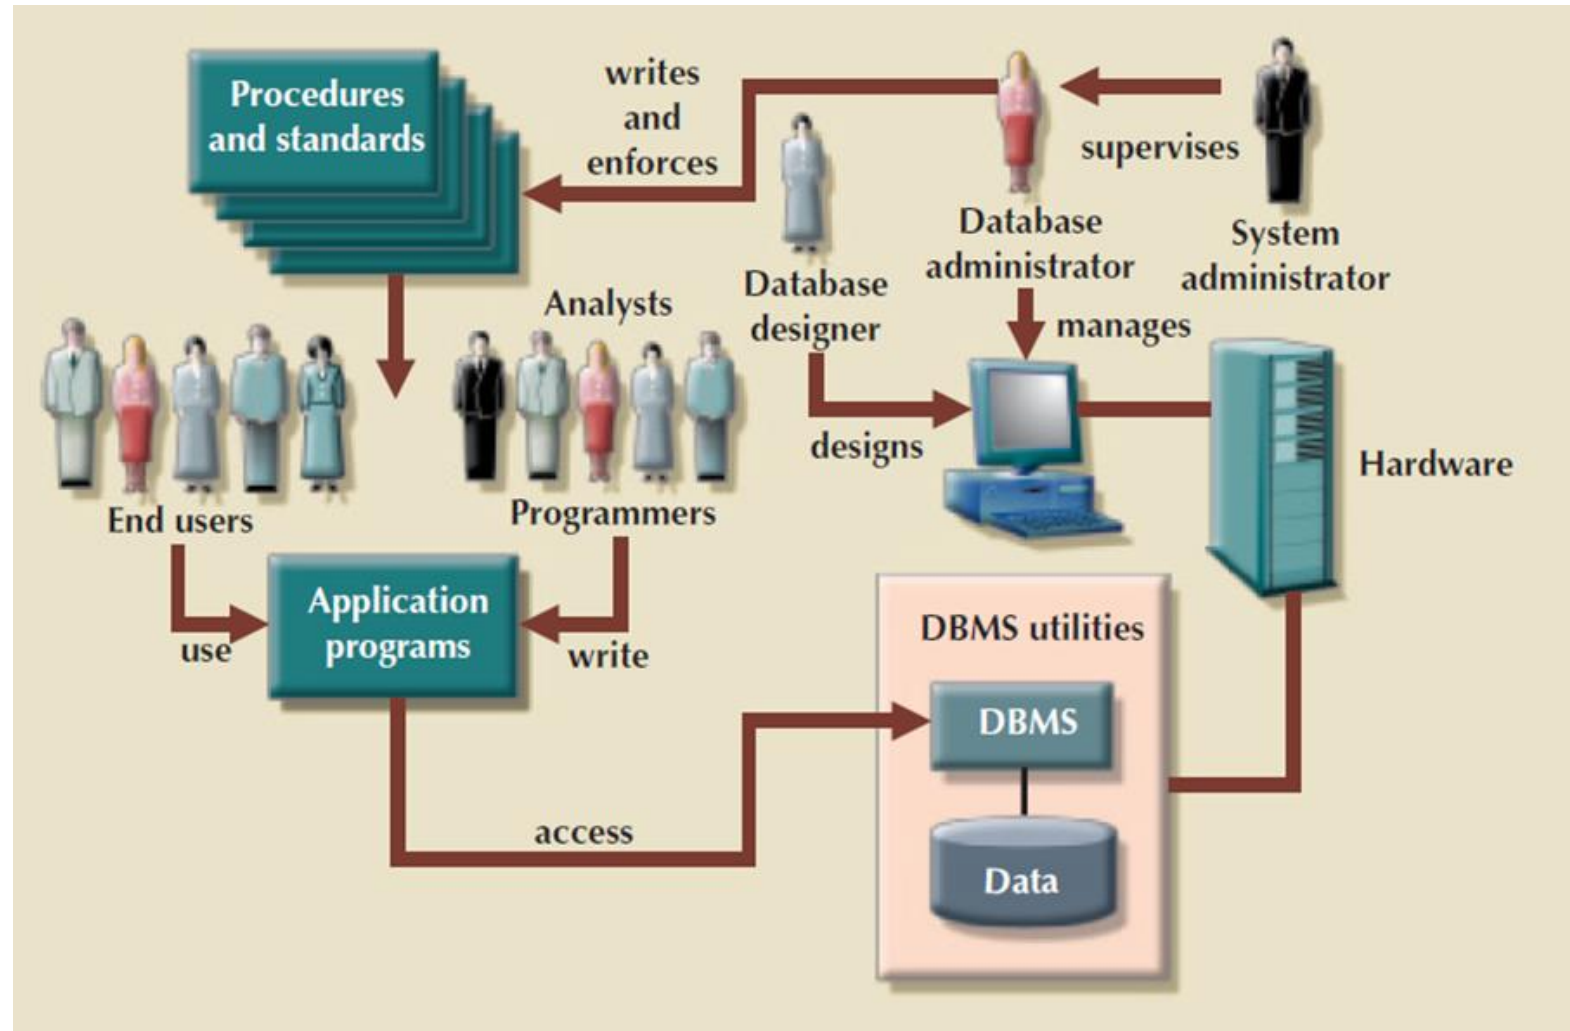 Procedures
and standards
writes
and
enforces
supervises
Database
administrator
System
administrator
Database
designer
Analysts
manages
designs
Hardware
End users
Programmers
Application
programs
use
write
DBMS utilities
DBMS
access
Data